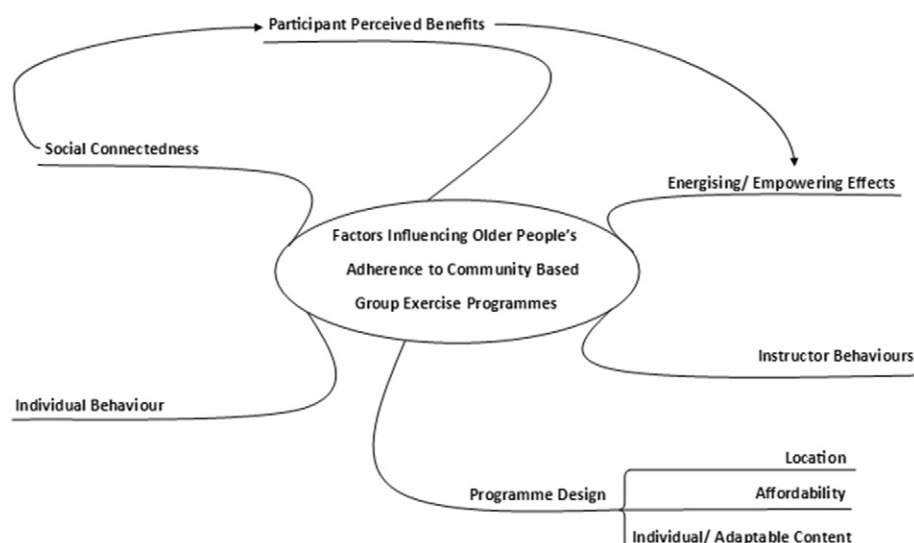 Participant Perceived Benefits
Social Connectedness
Energising/ Empowering Effects
Factors Influencing Older People's
Adherence to Community Based
Group Exercise Programmes
Instructor Behaviours
Individual Behaviour
Location
Programme Design
Affordability
Individual/ Adaptable Content